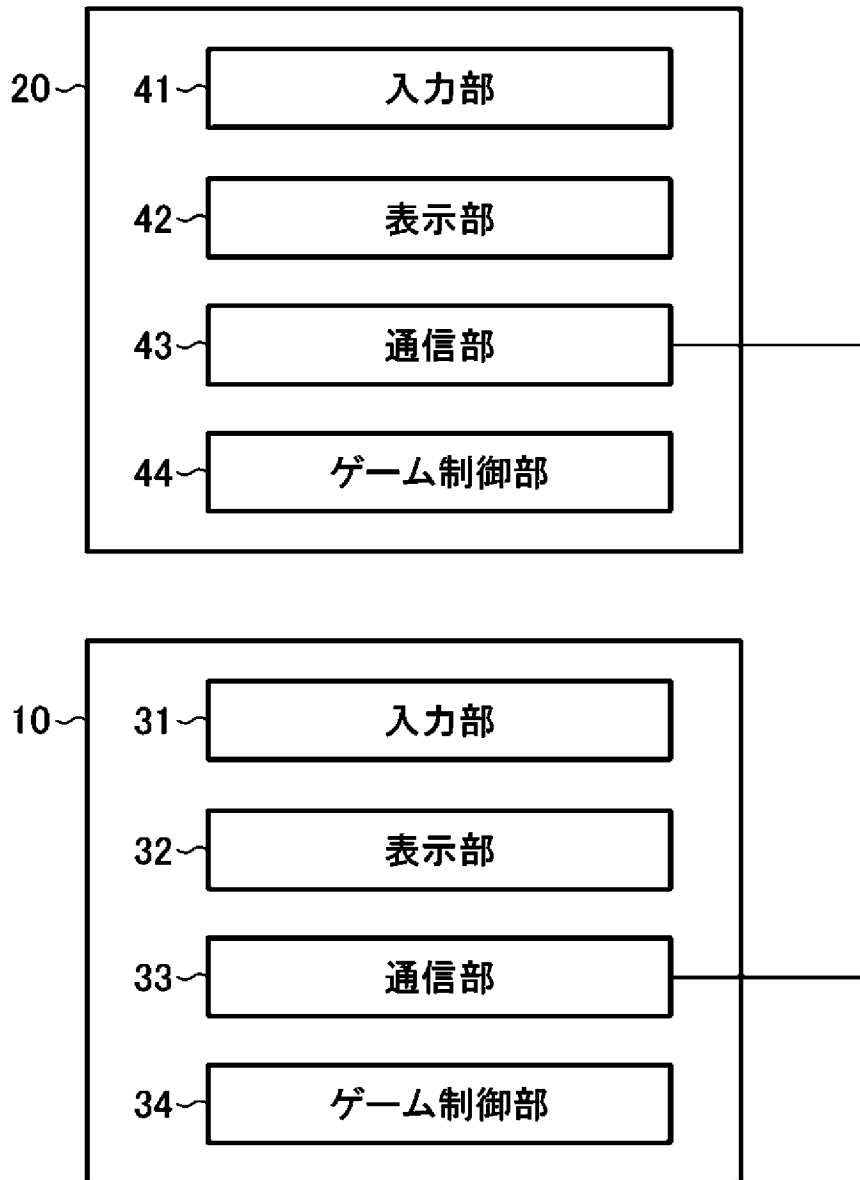 20 41 入力部
42 表示部
43 通信部
44 ゲーム制御部
10 31 入力部
32 表示部
33 通信部
34 ゲーム制御部